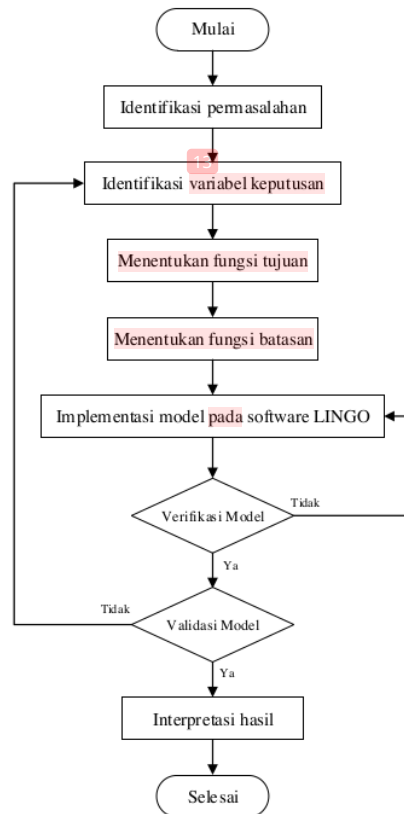 Mulai
Identifikasi permasalahan
13
Identifikasi variabel keputusan
Menentukan fungsi tujuan
Menentukan fungsi batasan
Implementasi model pada software LINGO
Verifikasi Model
Tidak
Ya
Tidak
Validasi Model
Ya
Interpretasi hasil
Selesai